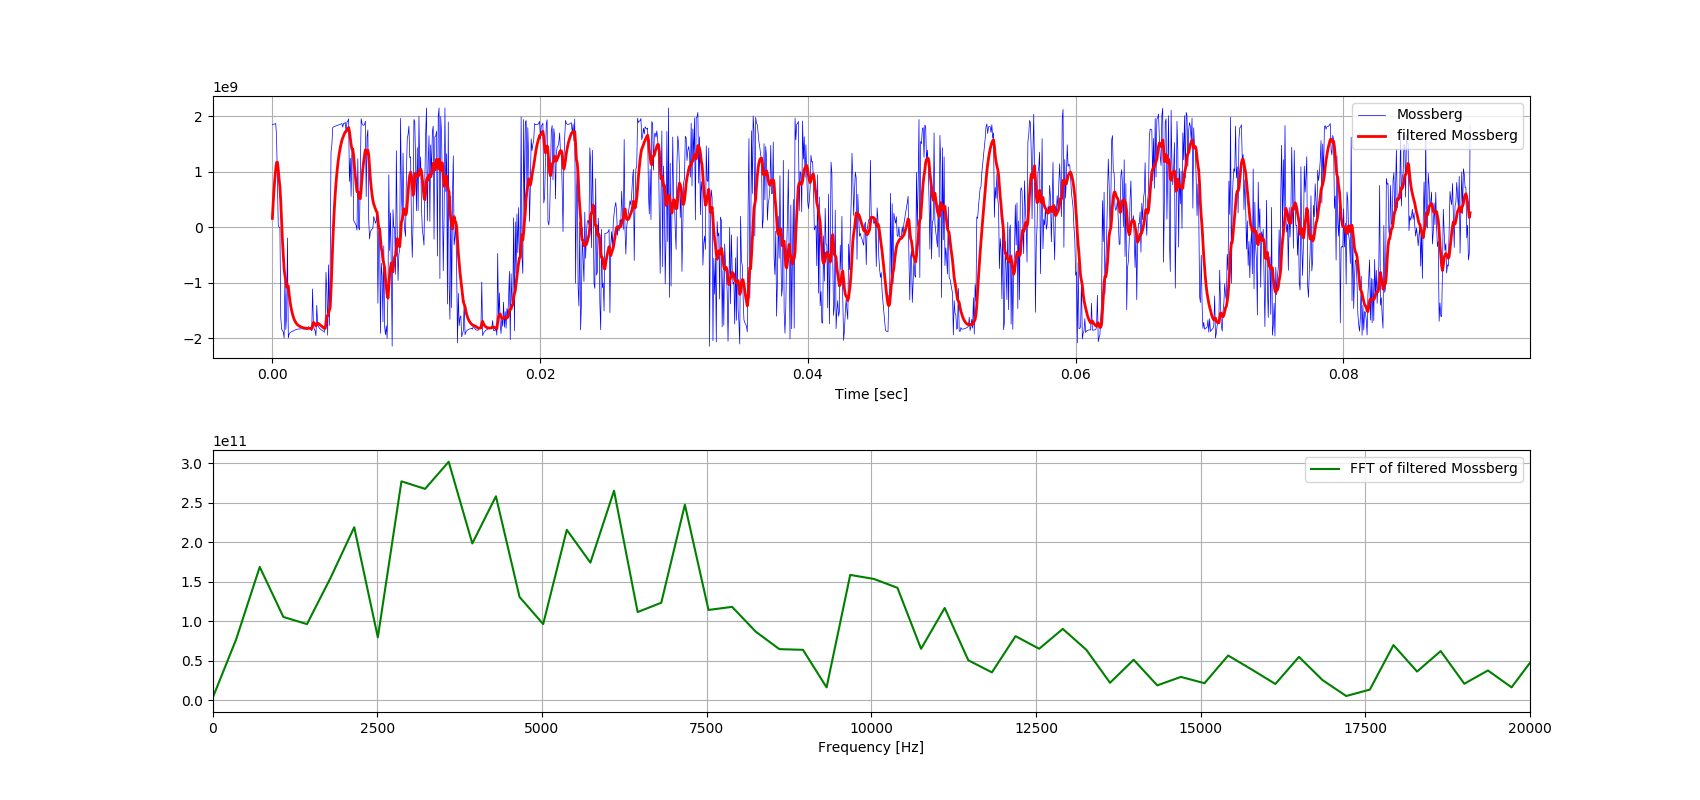 1e9
2
1
0
−1
−2
Mossberg
filtered Mossberg
0.00 0.02 0.04 0.06 0.08
Time [sec]
1e11
3.0
2.5
2.0
1.5
1.0
0.5
0.0
FFT of filtered Mossberg
0 2500 5000 7500 10000 12500 15000 17500 20000
Frequency [Hz]